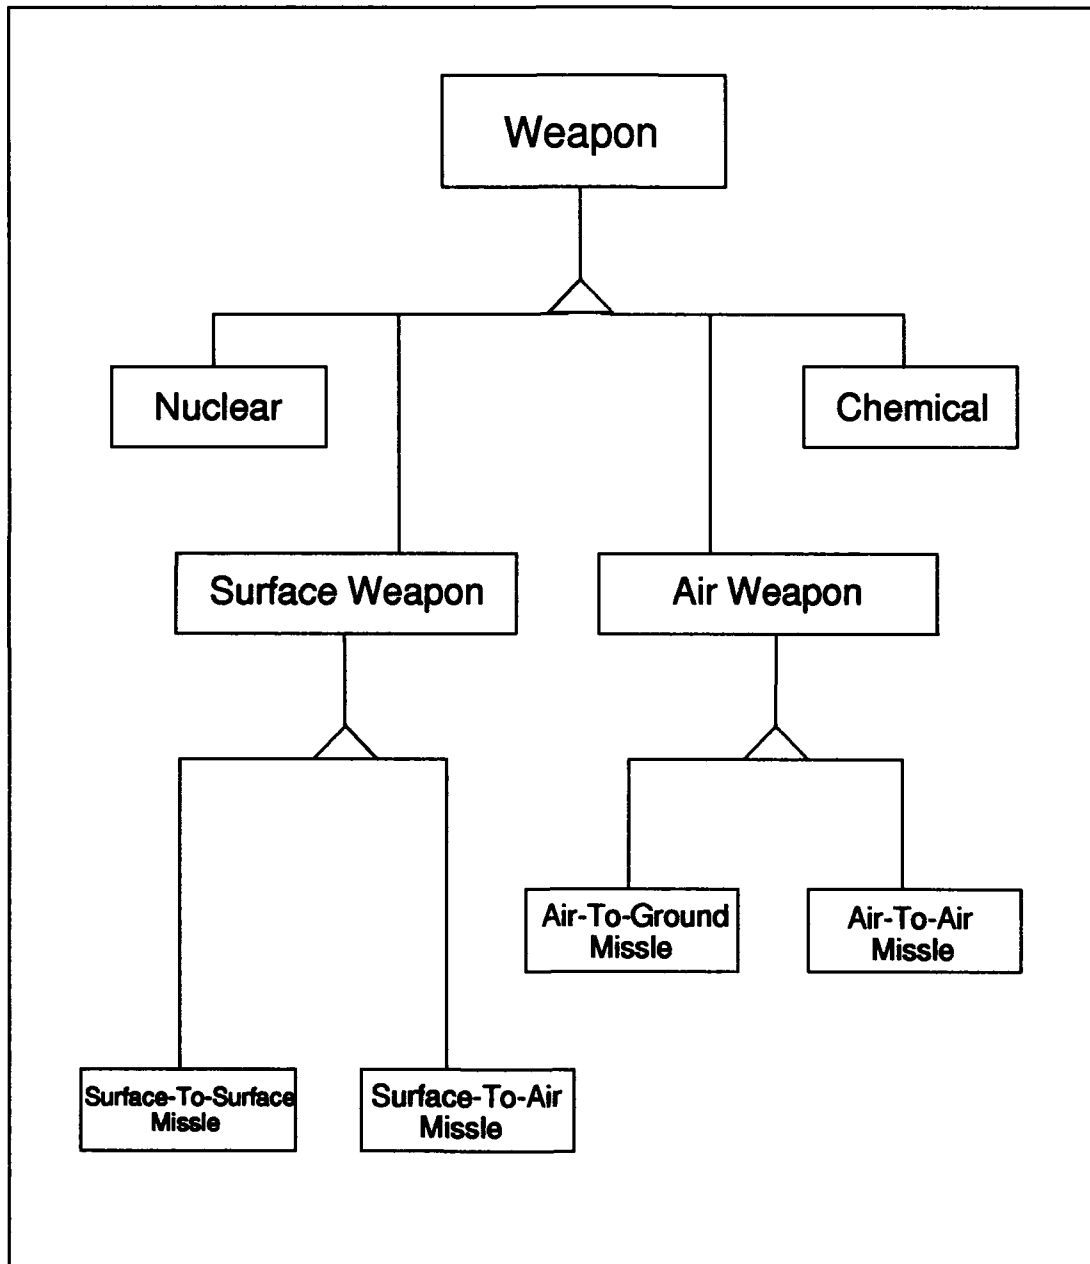 Weapon
Nuclear
Chemical
Surface Weapon
Air Weapon
Air-To-Ground
Missle
Air-To-Air
Missle
Surface-To-Surface
Missle
Surface-To-Air
Missle